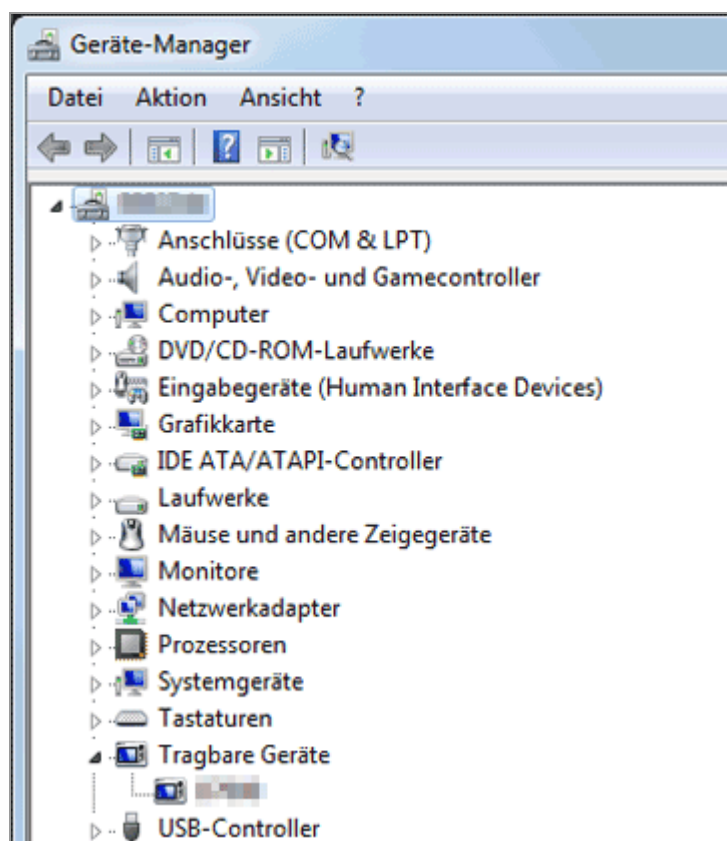 Geräte-Manager
Datei Aktion Ansicht ?
Anschlüsse (COM & LPT)
Audio-, Video- und Gamecontroller
Computer
DVD/CD-ROM-Laufwerke
Eingabegeräte (Human Interface Devices)
Grafikkarte
IDE ATA/ATAPI-Controller
Laufwerke
Mäuse und andere Zeigegeräte
Monitore
Netzwerkadapter
Prozessoren
Systemgeräte
Tastaturen
Tragbare Geräte
USB-Controller